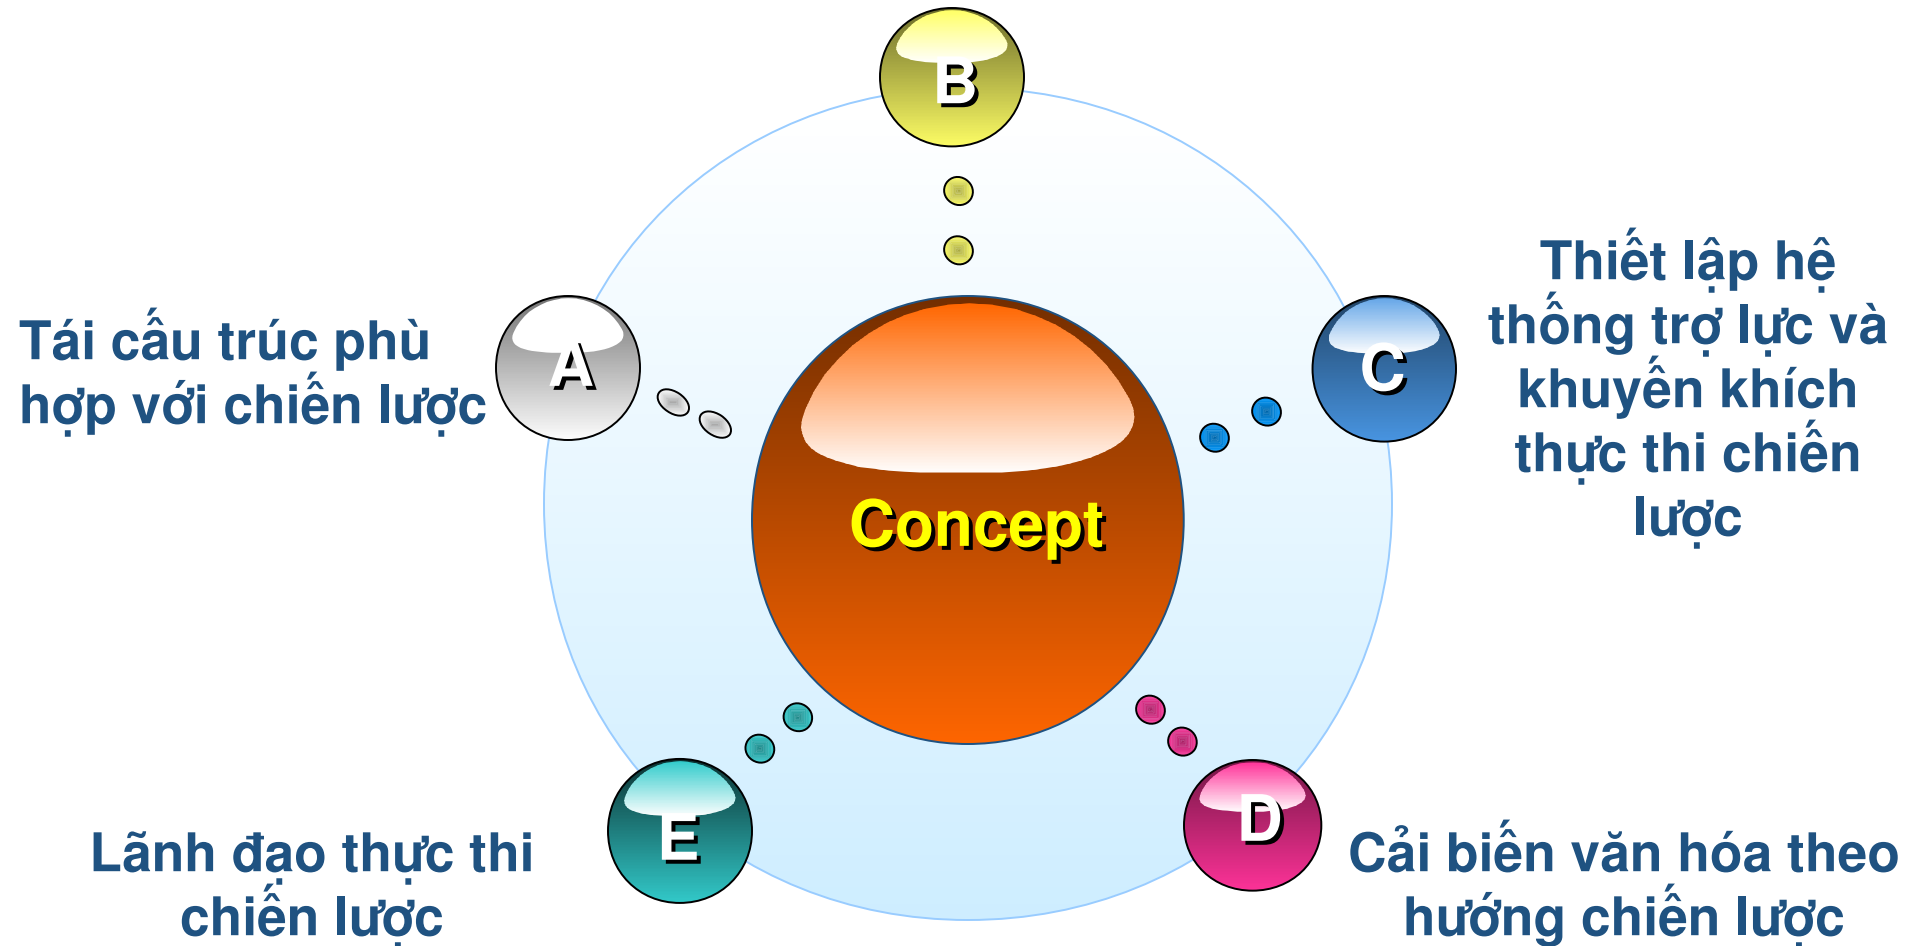 B
Tái cấu trúc phù
hợp với chiến lược
A
C
Thiết lập hệ
thống trợ lực và
khuyến khích
thực thi chiến
lược
Concept
E
Lãnh đạo thực thi
chiến lược
D
Cải biến văn hóa theo
hướng chiến lược